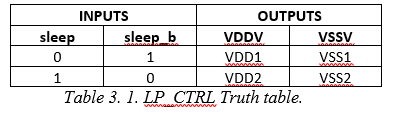 INPUTS OUTPUTS
sleep sleep_b VDDV VSSV
0 1 VDD1 VSS1
1 0 VDD2 VSS2
Table 3. 1. LP_CTRL Truth table.